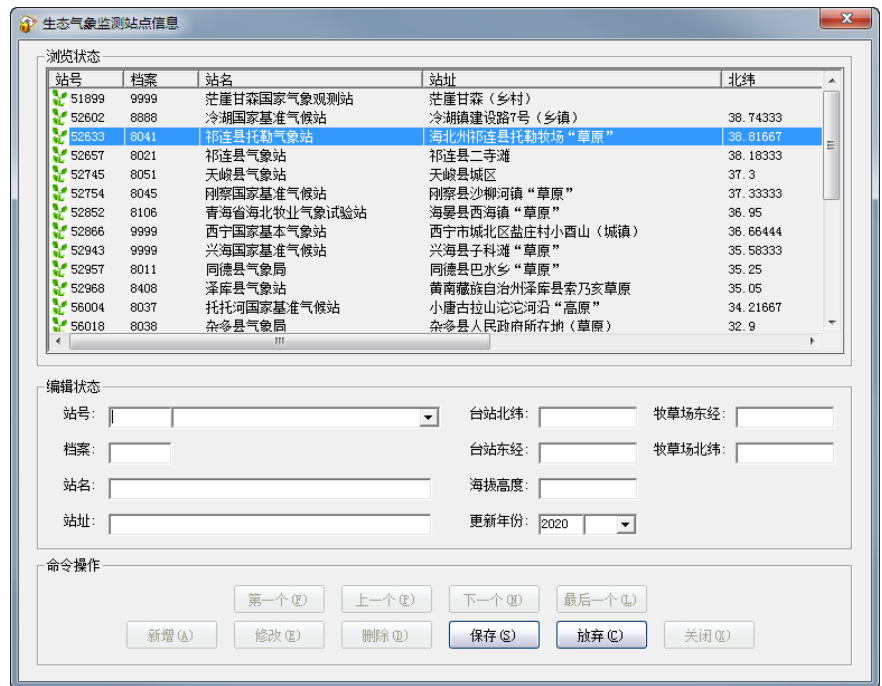 生态气象监测站点信息
浏览状态
站号 档案 站名 站址 北纬
51899 9999 茫崖甘森国家气象观测站 茫崖甘森（乡村）
52602 8888 冷湖国家基准气候站 冷湖镇建设路7号（乡镇） 38.74333
52633 8041 祁连县托勒气象站 海北州祁连县托勒牧场“草原” 38.81667
52657 8021 祁连县气象站 祁连县二寺滩 38.18333
52745 8051 天峻县气象站 天峻县城区 37.3
52754 8045 刚察国家基准气候站 刚察县沙柳河镇“草原” 37.33333
52852 8106 青海省海北牧业气象试验站 海晏县西海镇“草原” 36.95
52866 9999 西宁国家基本气象站 西宁市城北区盐庄村小酉山（城镇） 36.66444
52943 9999 兴海国家基准气候站 兴海县子科滩“草原” 35.58333
52957 8011 同德县气象局 同德县巴水乡“草原” 35.25
52968 8408 泽库县气象站 黄南藏族自治州泽库县索乃亥草原 35.05
56004 8037 托托河国家基准气候站 小唐古拉山沱沱河沿“高原” 34.21667
56018 8038 杂多县气象局 杂多县人民政府所在地（草原） 32.9
编辑状态
站号： 台站北纬： 牧草场东经：
档案： 台站东经： 牧草场北纬：
站名： 海拔高度：
站址： 更新年份： 2020
命令操作
第一个(F) 上一个(P) 下一个(N) 最后一个(L)
新增(A) 修改(E) 删除(D) 保存(S) 放弃(C) 关闭(X)